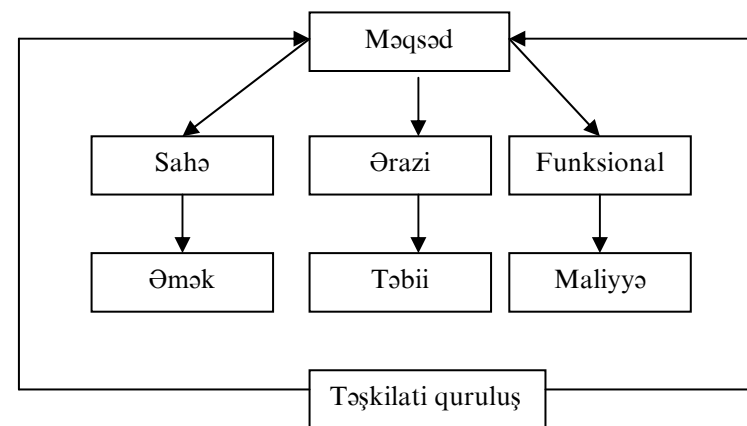 Məqsəd
Sahə
Ərazi
Funksional
Əmək
Təbii
Maliyyə
Təşkilati quruluş